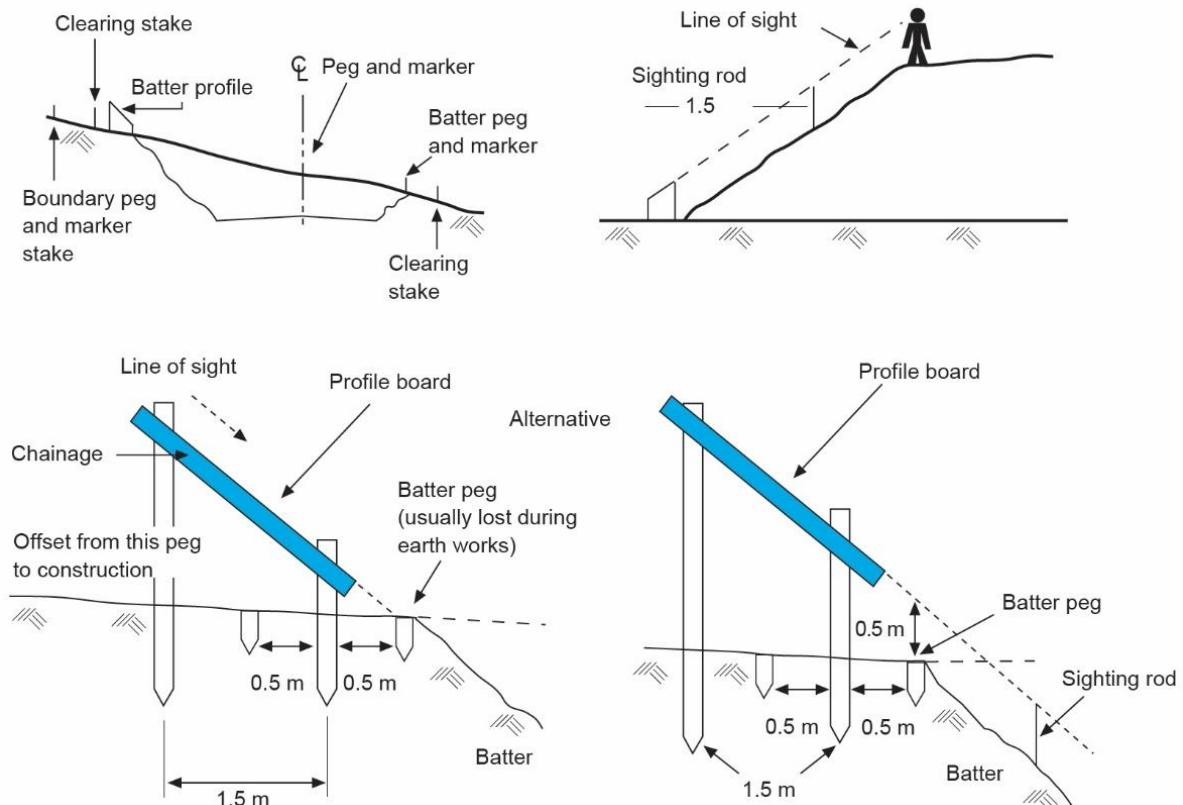 Clearing stake
Batter profile
℄ Peg and marker
Batter peg
and marker
Boundary peg
and marker
stake
Clearing
stake
Line of sight
Sighting rod
1.5
Line of sight
Profile board
Chainage
Batter peg
(usually lost during
earth works)
Offset from this peg
to construction
0.5 m
0.5 m
Batter
1.5 m
Alternative
Profile board
0.5 m
Batter peg
Sighting rod
0.5 m
0.5 m
1.5 m
Batter